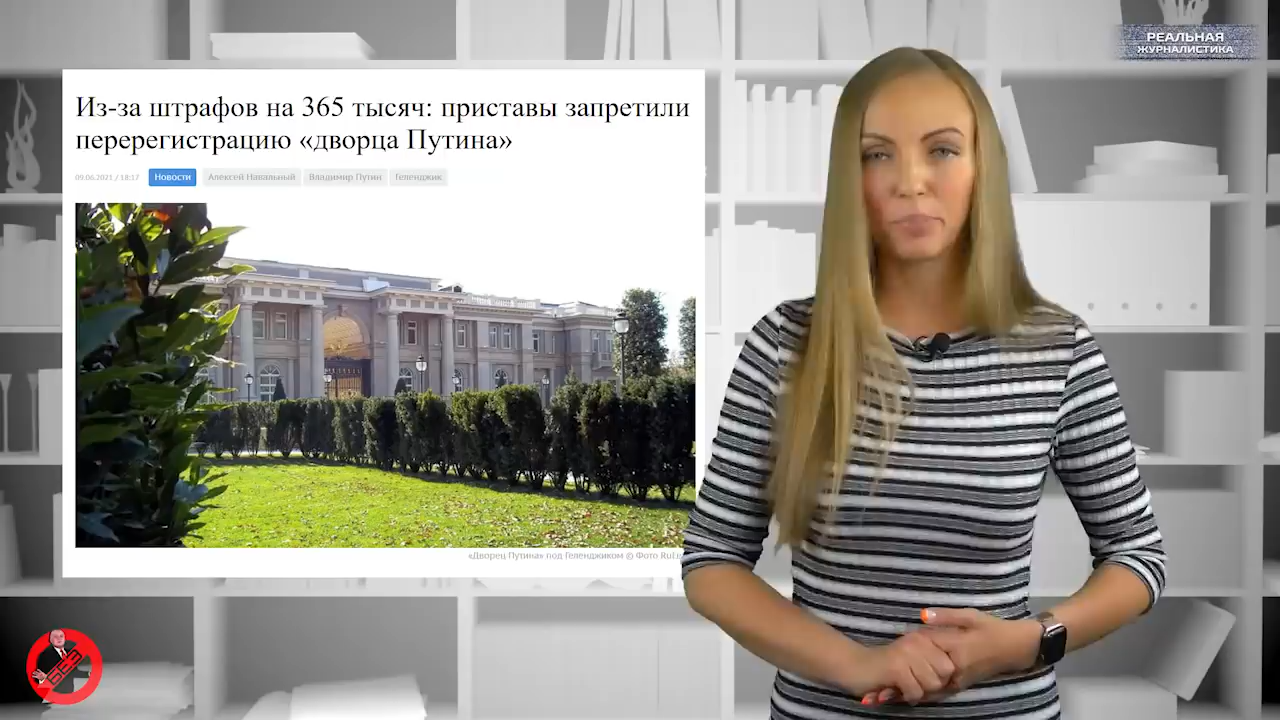 РЕАЛЬНАЯ
ЖУРНАЛИСТИКА
Из-за штрафов на 365 тысяч: приставы запретили
перерегистрацию «дворца Путина»
09.06.2021 / 18:17 Новости Алексей Навальный Владимир Путин Геленджик
«Дворец Путина» под Геленджиком © Фото